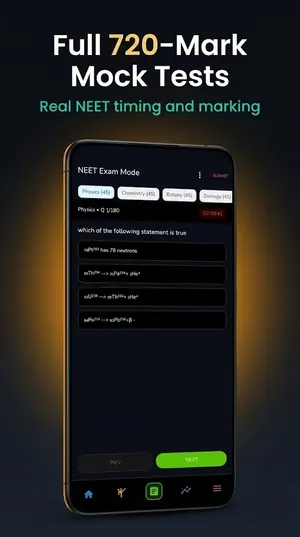 Full 720-Mark
Mock Tests
Real NEET timing and marking
NEET Exam Mode
SUBMIT
Physics (45) Chemistry (45) Botany (45) Zoology (45)
Physics • Q 1/180
which of the following statement is true
has 78 neutrons
PREV
NEXT